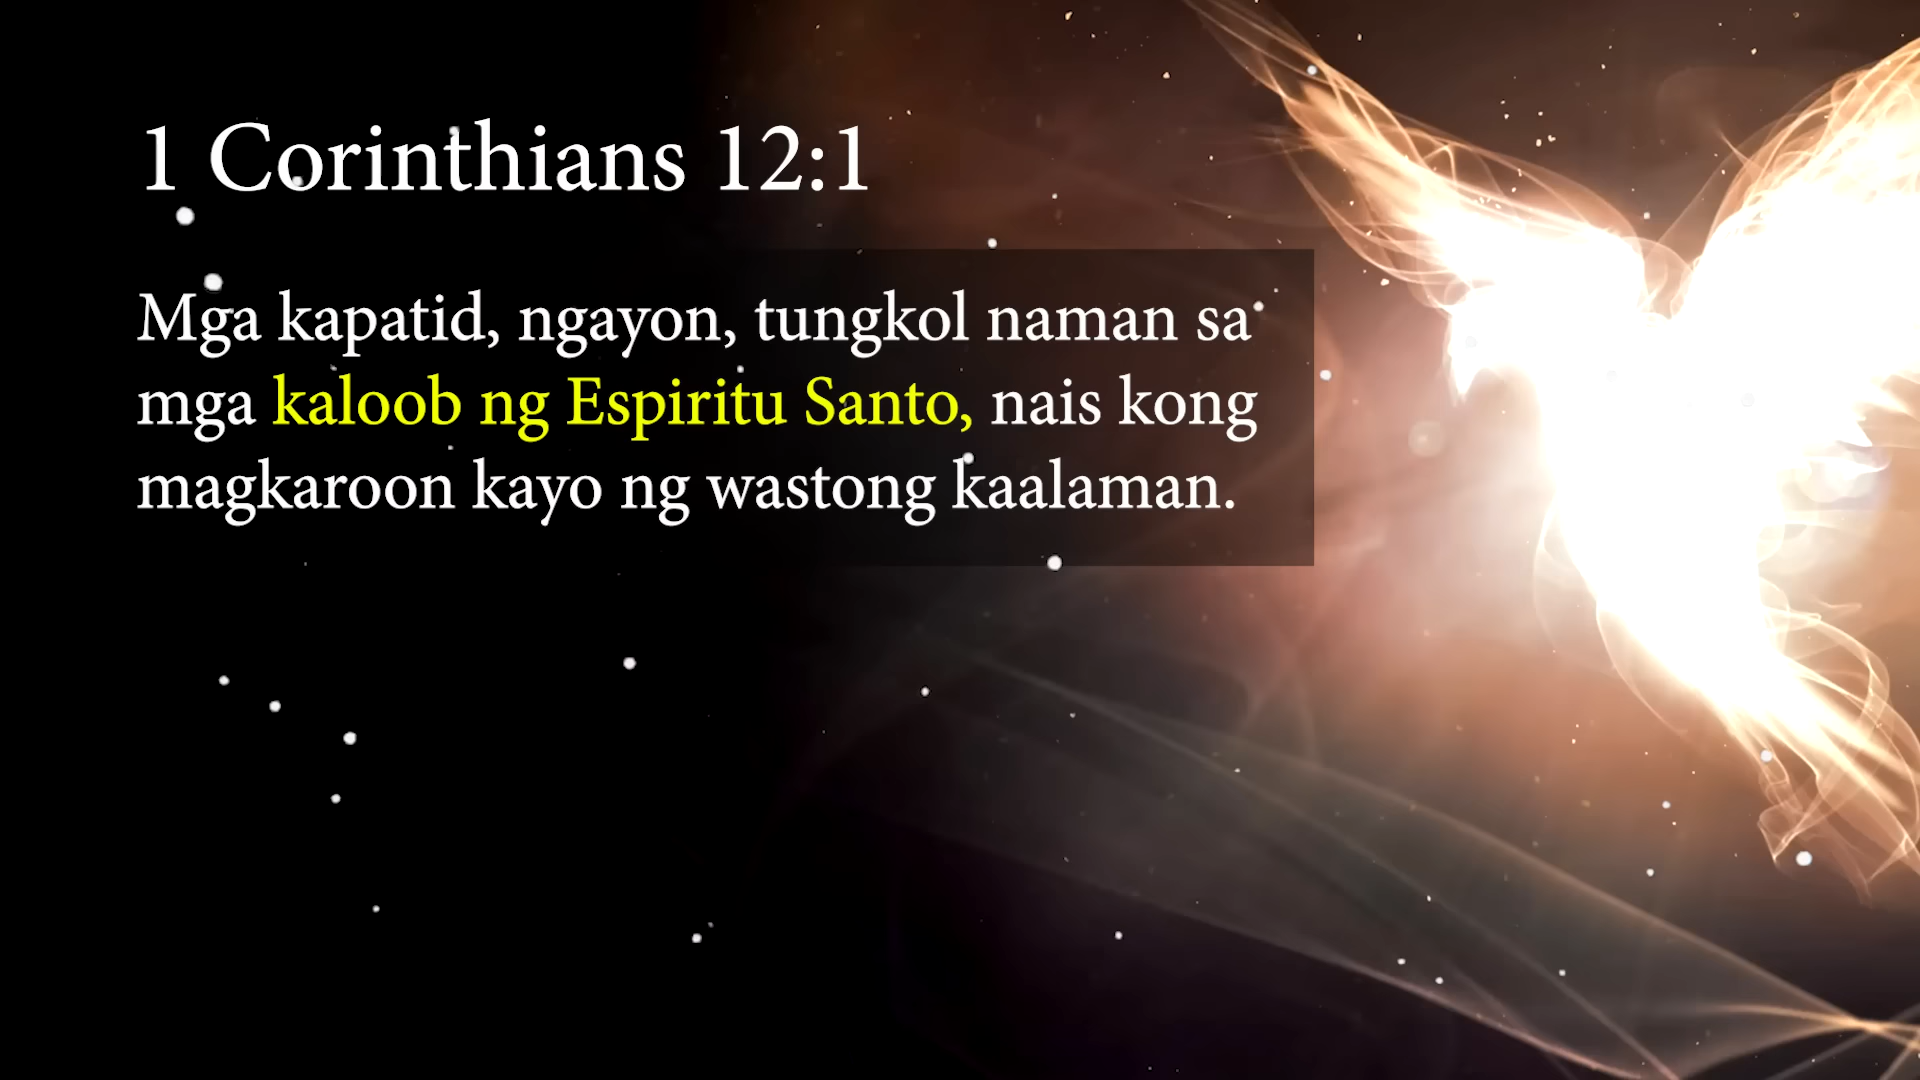 1 Corinthians 12:1
Mga kapatid, ngayon, tungkol naman sa
mga kaloob ng Espiritu Santo, nais kong
magkaroon kayo ng wastong kaalaman.